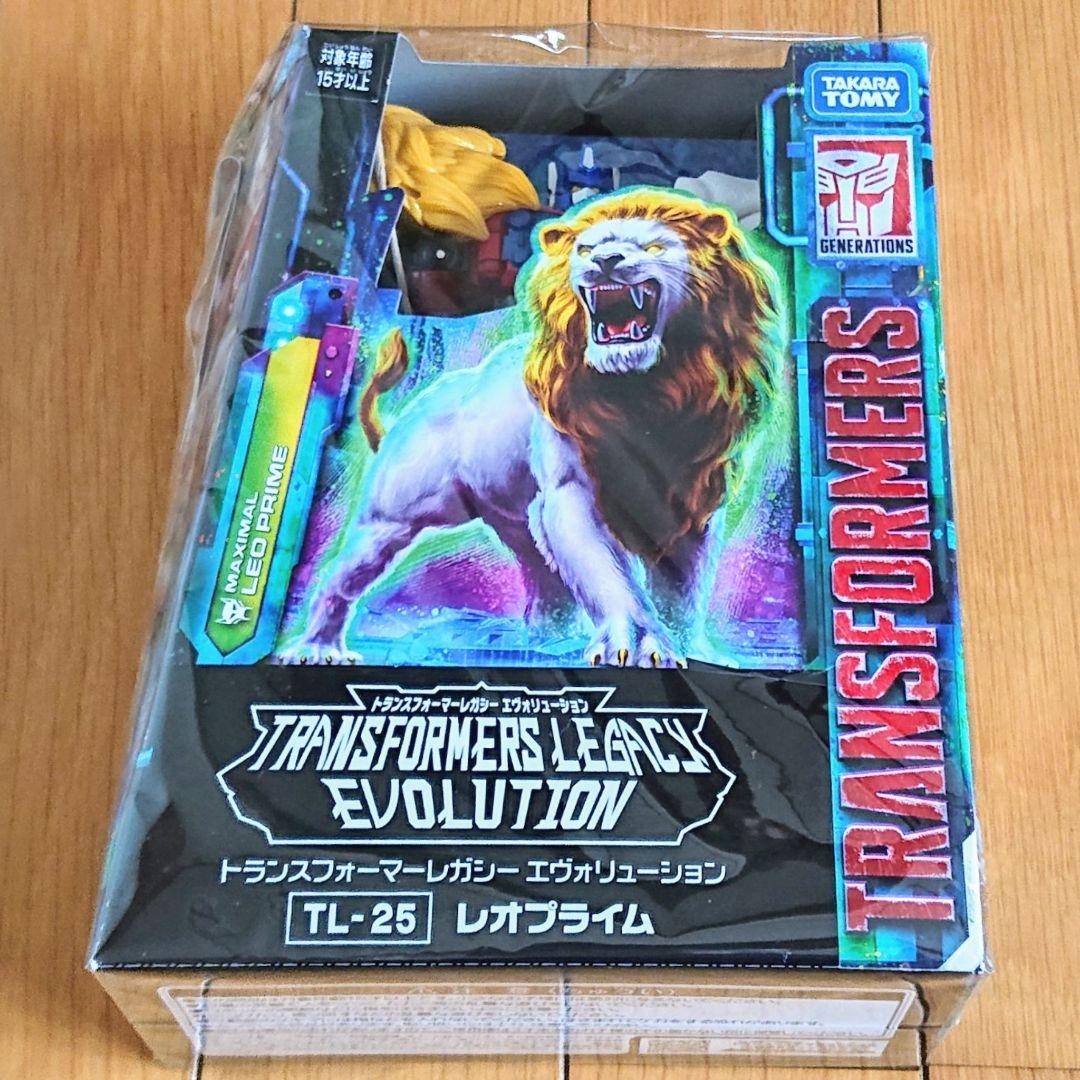 対象年齢
15才以上
TAKARA
TOMY
GENERATIONS
TRANSFORMERS
MAXIMAL
LEO PRIME
トランスフォーマーレガシー エヴォリューション
TRANSFORMERS LEGACY
EVOLUTION
トランスフォーマーレガシー エヴォリューション
TL-25 レオプライム